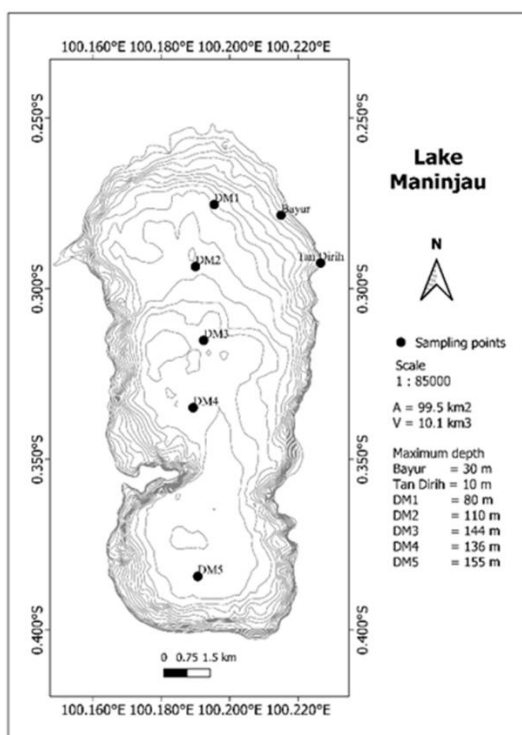 100.160°E 100.180°E 100.200°E 100.220°E
0.250°S
0.250°S
DM1
Bayur
Tan Dirih
DM2
0.300°S
0.300°S
DM3
DM4
0.350°S
0.350°S
DM5
0.400°S
0.400°S
0 0.75 1.5 km
100.160°E 100.180°E 100.200°E 100.220°E
Lake
Maninjau
N
Sampling points
Scale
1 : 85000
A = 99.5 km2
V = 10.1 km3
Maximum depth
Bayur = 30 m
Tan Dirih = 10 m
DM1 = 80 m
DM2 = 110 m
DM3 = 144 m
DM4 = 136 m
DM5 = 155 m